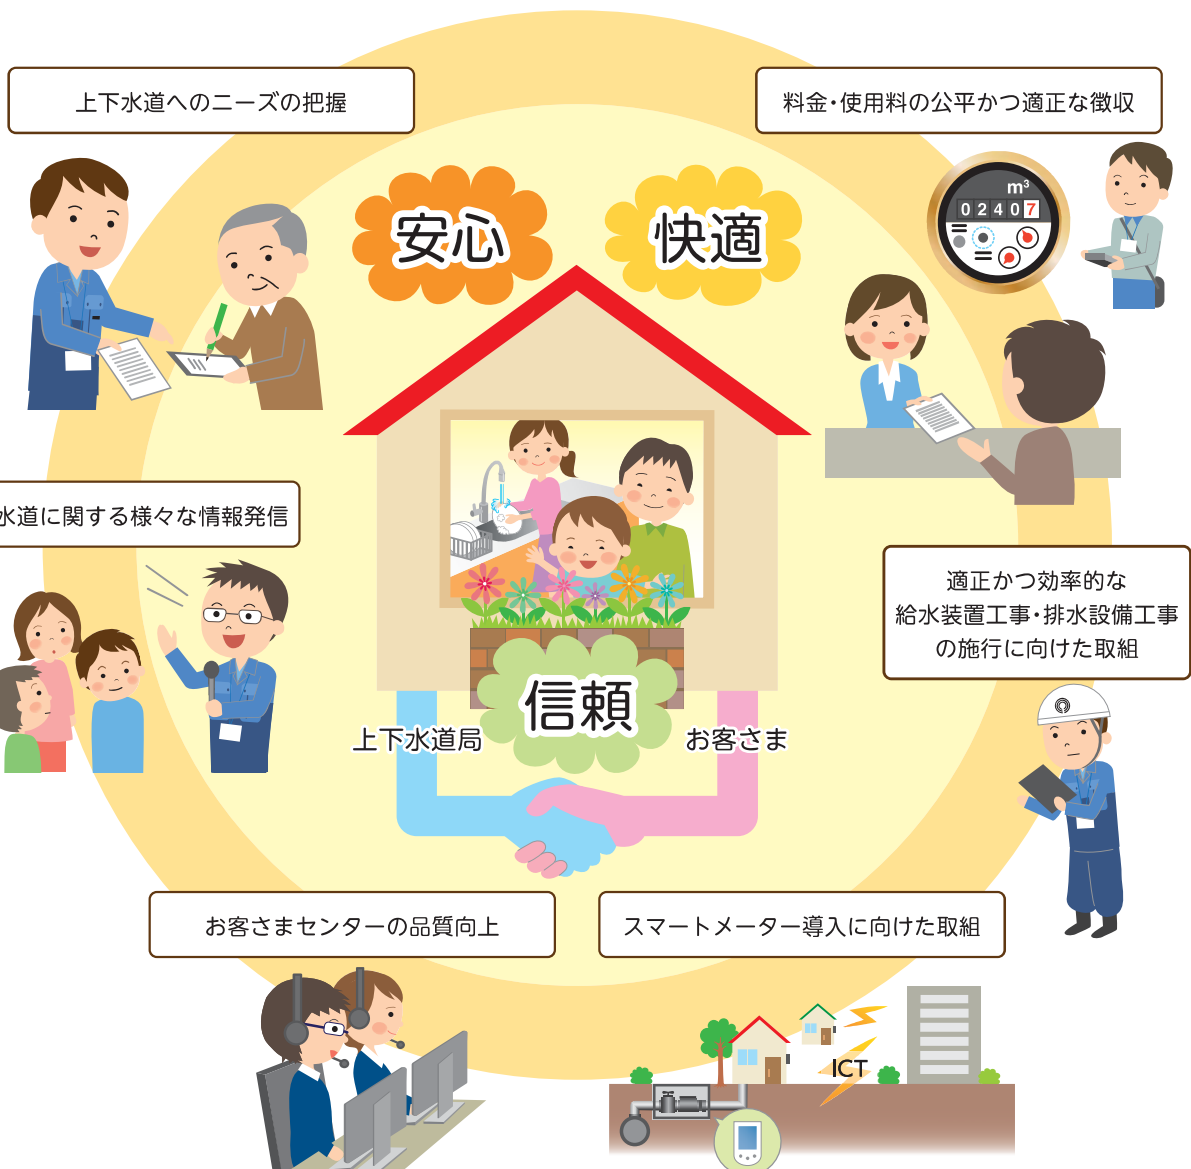 上下水道へのニーズの把握
料金・使用料の公平かつ適正な徴収
安心
快適
m³
02407
水道に関する様々な情報発信
適正かつ効率的な
給水装置工事・排水設備工事
の施行に向けた取組
信頼
上下水道局
お客さま
お客さまセンターの品質向上
スマートメーター導入に向けた取組
ICT